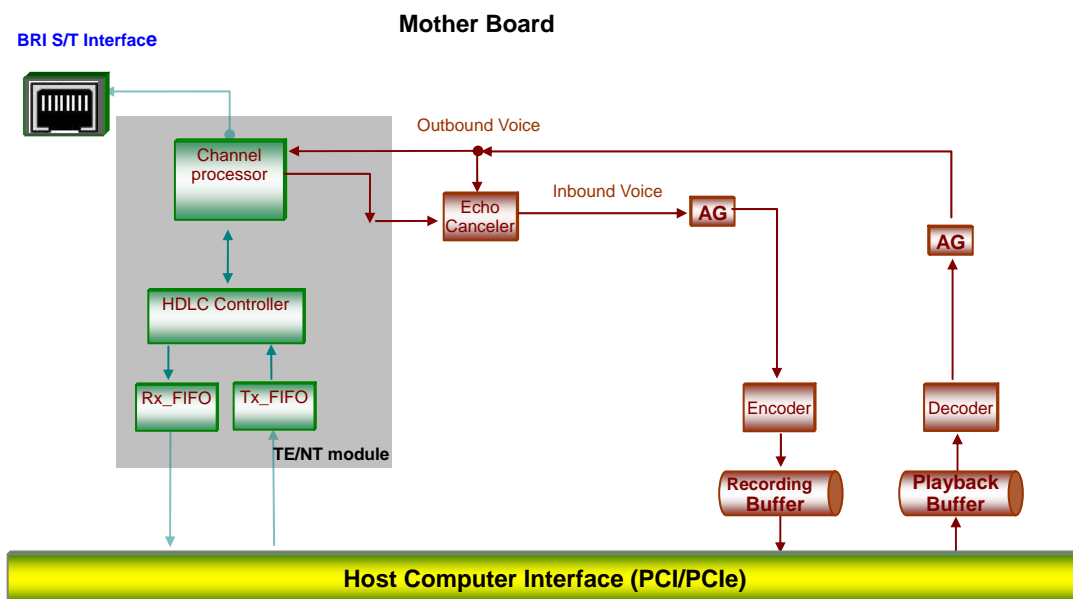 Mother Board
BRI S/T Interface
Outbound Voice
Channel
processor
Inbound Voice
Echo
Canceler
AG
AG
HDLC Controller
Rx_FIFO
Tx_FIFO
Encoder
Decoder
TE/NT module
Recording
Buffer
Playback
Buffer
Host Computer Interface (PCI/PCIe)